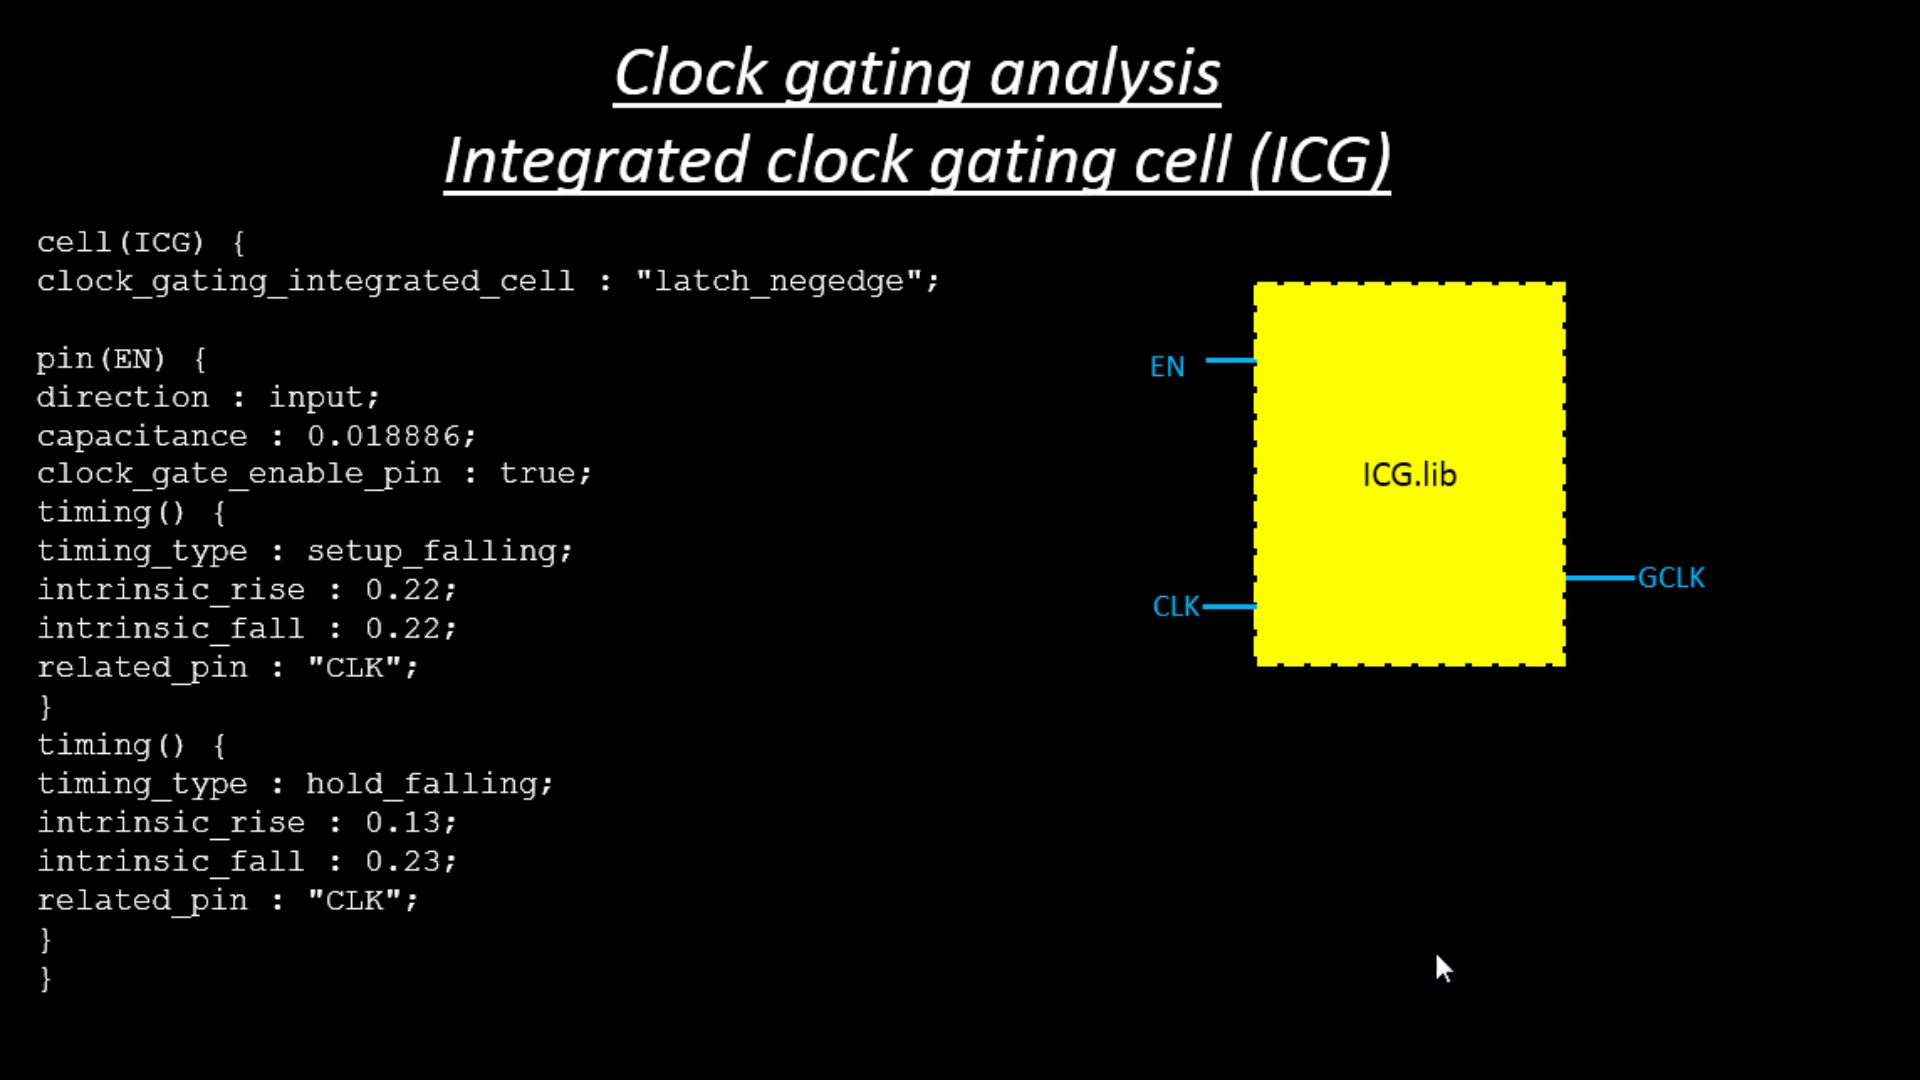 Clock gating analysis
Integrated clock gating cell (ICG)
cell(ICG) {
clock_gating_integrated_cell : "latch_negedge";
pin(EN) {
direction : input;
capacitance : 0.018886;
clock_gate_enable_pin : true;
timing() {
timing_type : setup_falling;
intrinsic_rise : 0.22;
intrinsic_fall : 0.22;
related_pin : "CLK";
}
timing() {
timing_type : hold_falling;
intrinsic_rise : 0.13;
intrinsic_fall : 0.23;
related_pin : "CLK";
}
}
EN
ICG.lib
GCLK
CLK